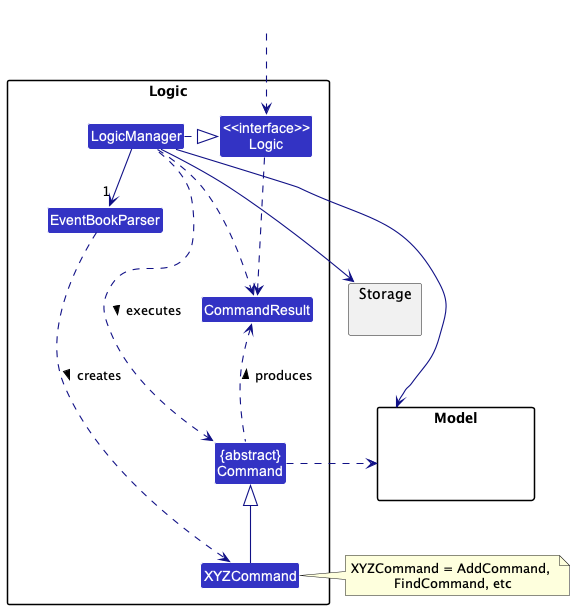 Logic
LogicManager
<<interface>>
Logic
1
EventBookParser
Storage
CommandResult
executes
creates
produces
Model
{abstract}
Command
XYZCommand
XYZCommand = AddCommand,
FindCommand, etc